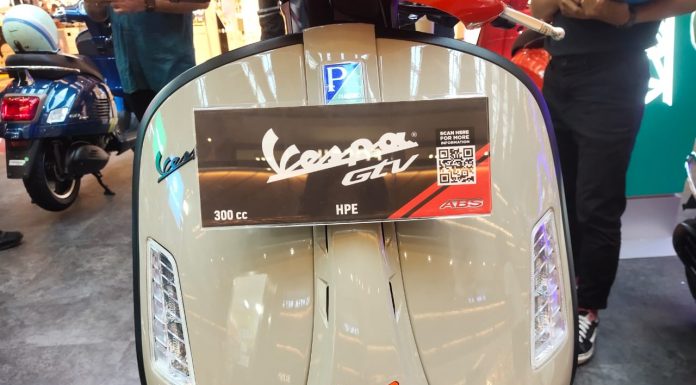 P
Vespa
Vespa®
GTV
SCAN HERE
FOR MORE
INFORMATION
300 cc
HPE
ABS